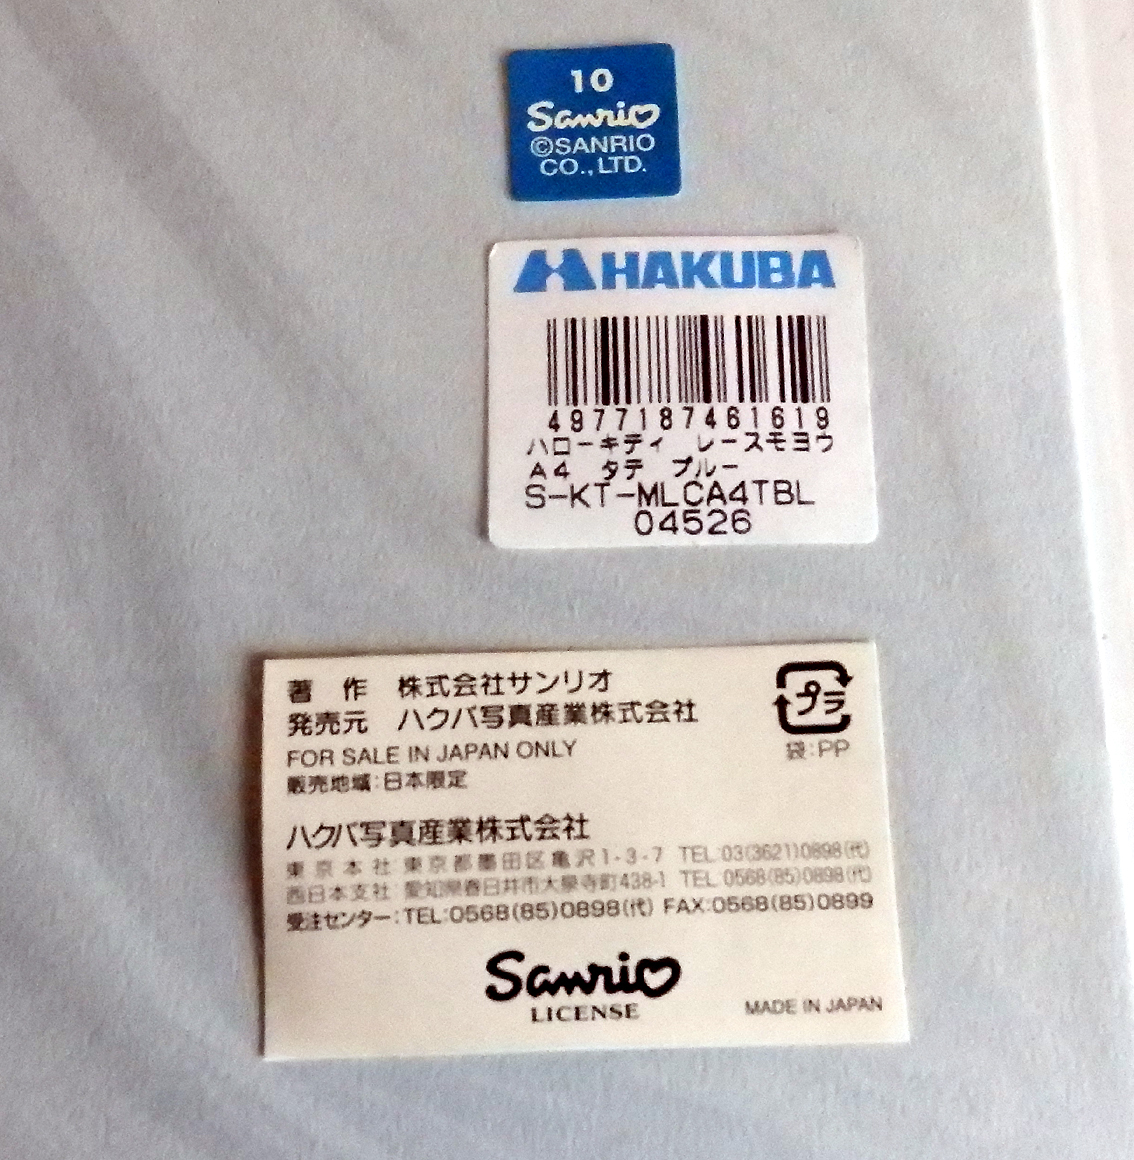 10
Sanrio
©SANRIO
CO., LTD.
HAKUBA
4977187461619
ハローキティ レースモヨウ
A4 タテ ブルー
S-KT-MLCA4TBL
04526
著作 株式会社サンリオ
発売元 ハクバ写真産業株式会社
プラ
FOR SALE IN JAPAN ONLY
袋:PP
販売地域:日本限定
ハクバ写真産業株式会社
東京本社 東京都墨田区亀沢1-3-7 TEL:03(3621)0898(代)
西日本支社 愛知県春日井市大泉寺町438-1 TEL 0568(85)0898(代)
受注センター:TEL:0568(85)0898(代) FAX:0568(85)0899
Sanrio
LICENSE
MADE IN JAPAN